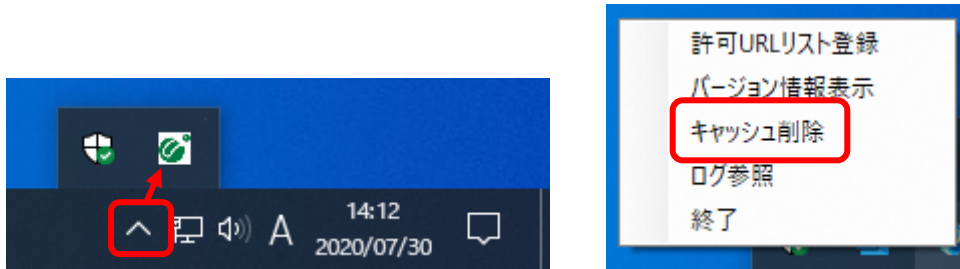 A
14:12
2020/07/30
許可URLリスト登録
バージョン情報表示
キャッシュ削除
ログ参照
終了